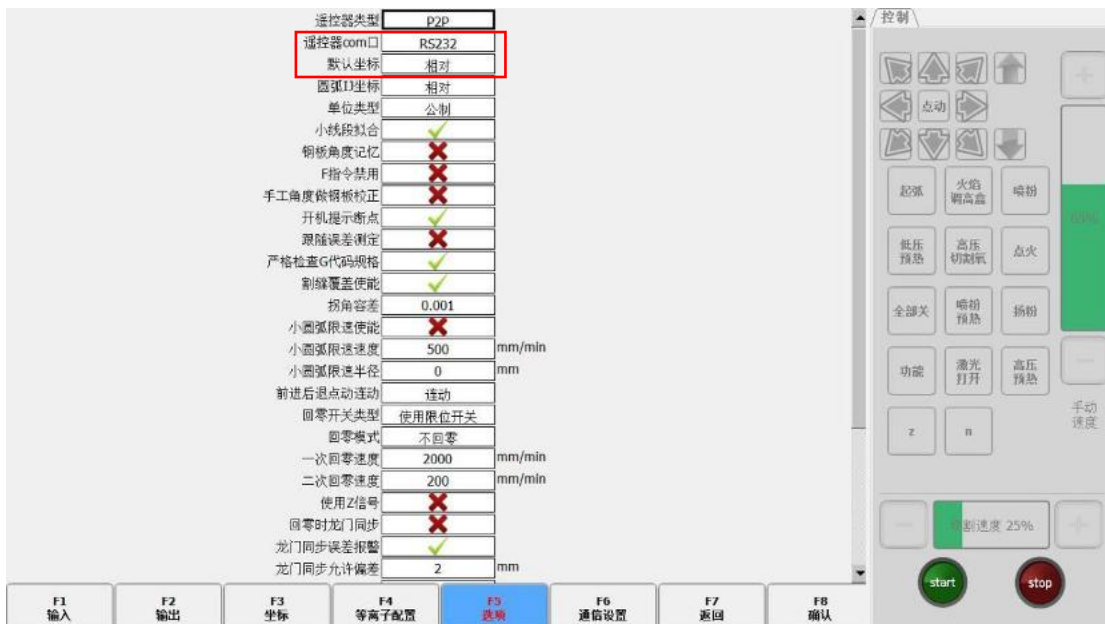 遥控器类型 P2P
遥控器com口 RS232
默认坐标 相对
圆弧IJ坐标 相对
单位类型 公制
小线段拟合
钢板角度记忆
F指令禁用
手工角度做钢板校正
开机提示断点
跟随误差测定
严格检查G代码规格
割缝覆盖使能
拐角容差 0.001
小圆弧限速使能
小圆弧限速速度 500 mm/min
小圆弧限速半径 0 mm
前进后退点动连动 连动
回零开关类型 使用限位开关
回零模式 不回零
一次回零速度 2000 mm/min
二次回零速度 200 mm/min
使用Z信号
回零时龙门同步
龙门同步误差报警
龙门同步允许偏差 2 mm
F1 输入
F2 输出
F3 坐标
F4 等离子配置
F5 选项
F6 通信设置
F7 返回
F8 确认
控制
点动
起弧
火焰调高盒
喷粉
低压预热
高压切割氧
点火
全部关
喷粉预热
扬粉
功能
激光打开
高压预热
z
n
65%
手动速度
切割速度 25%
start
stop